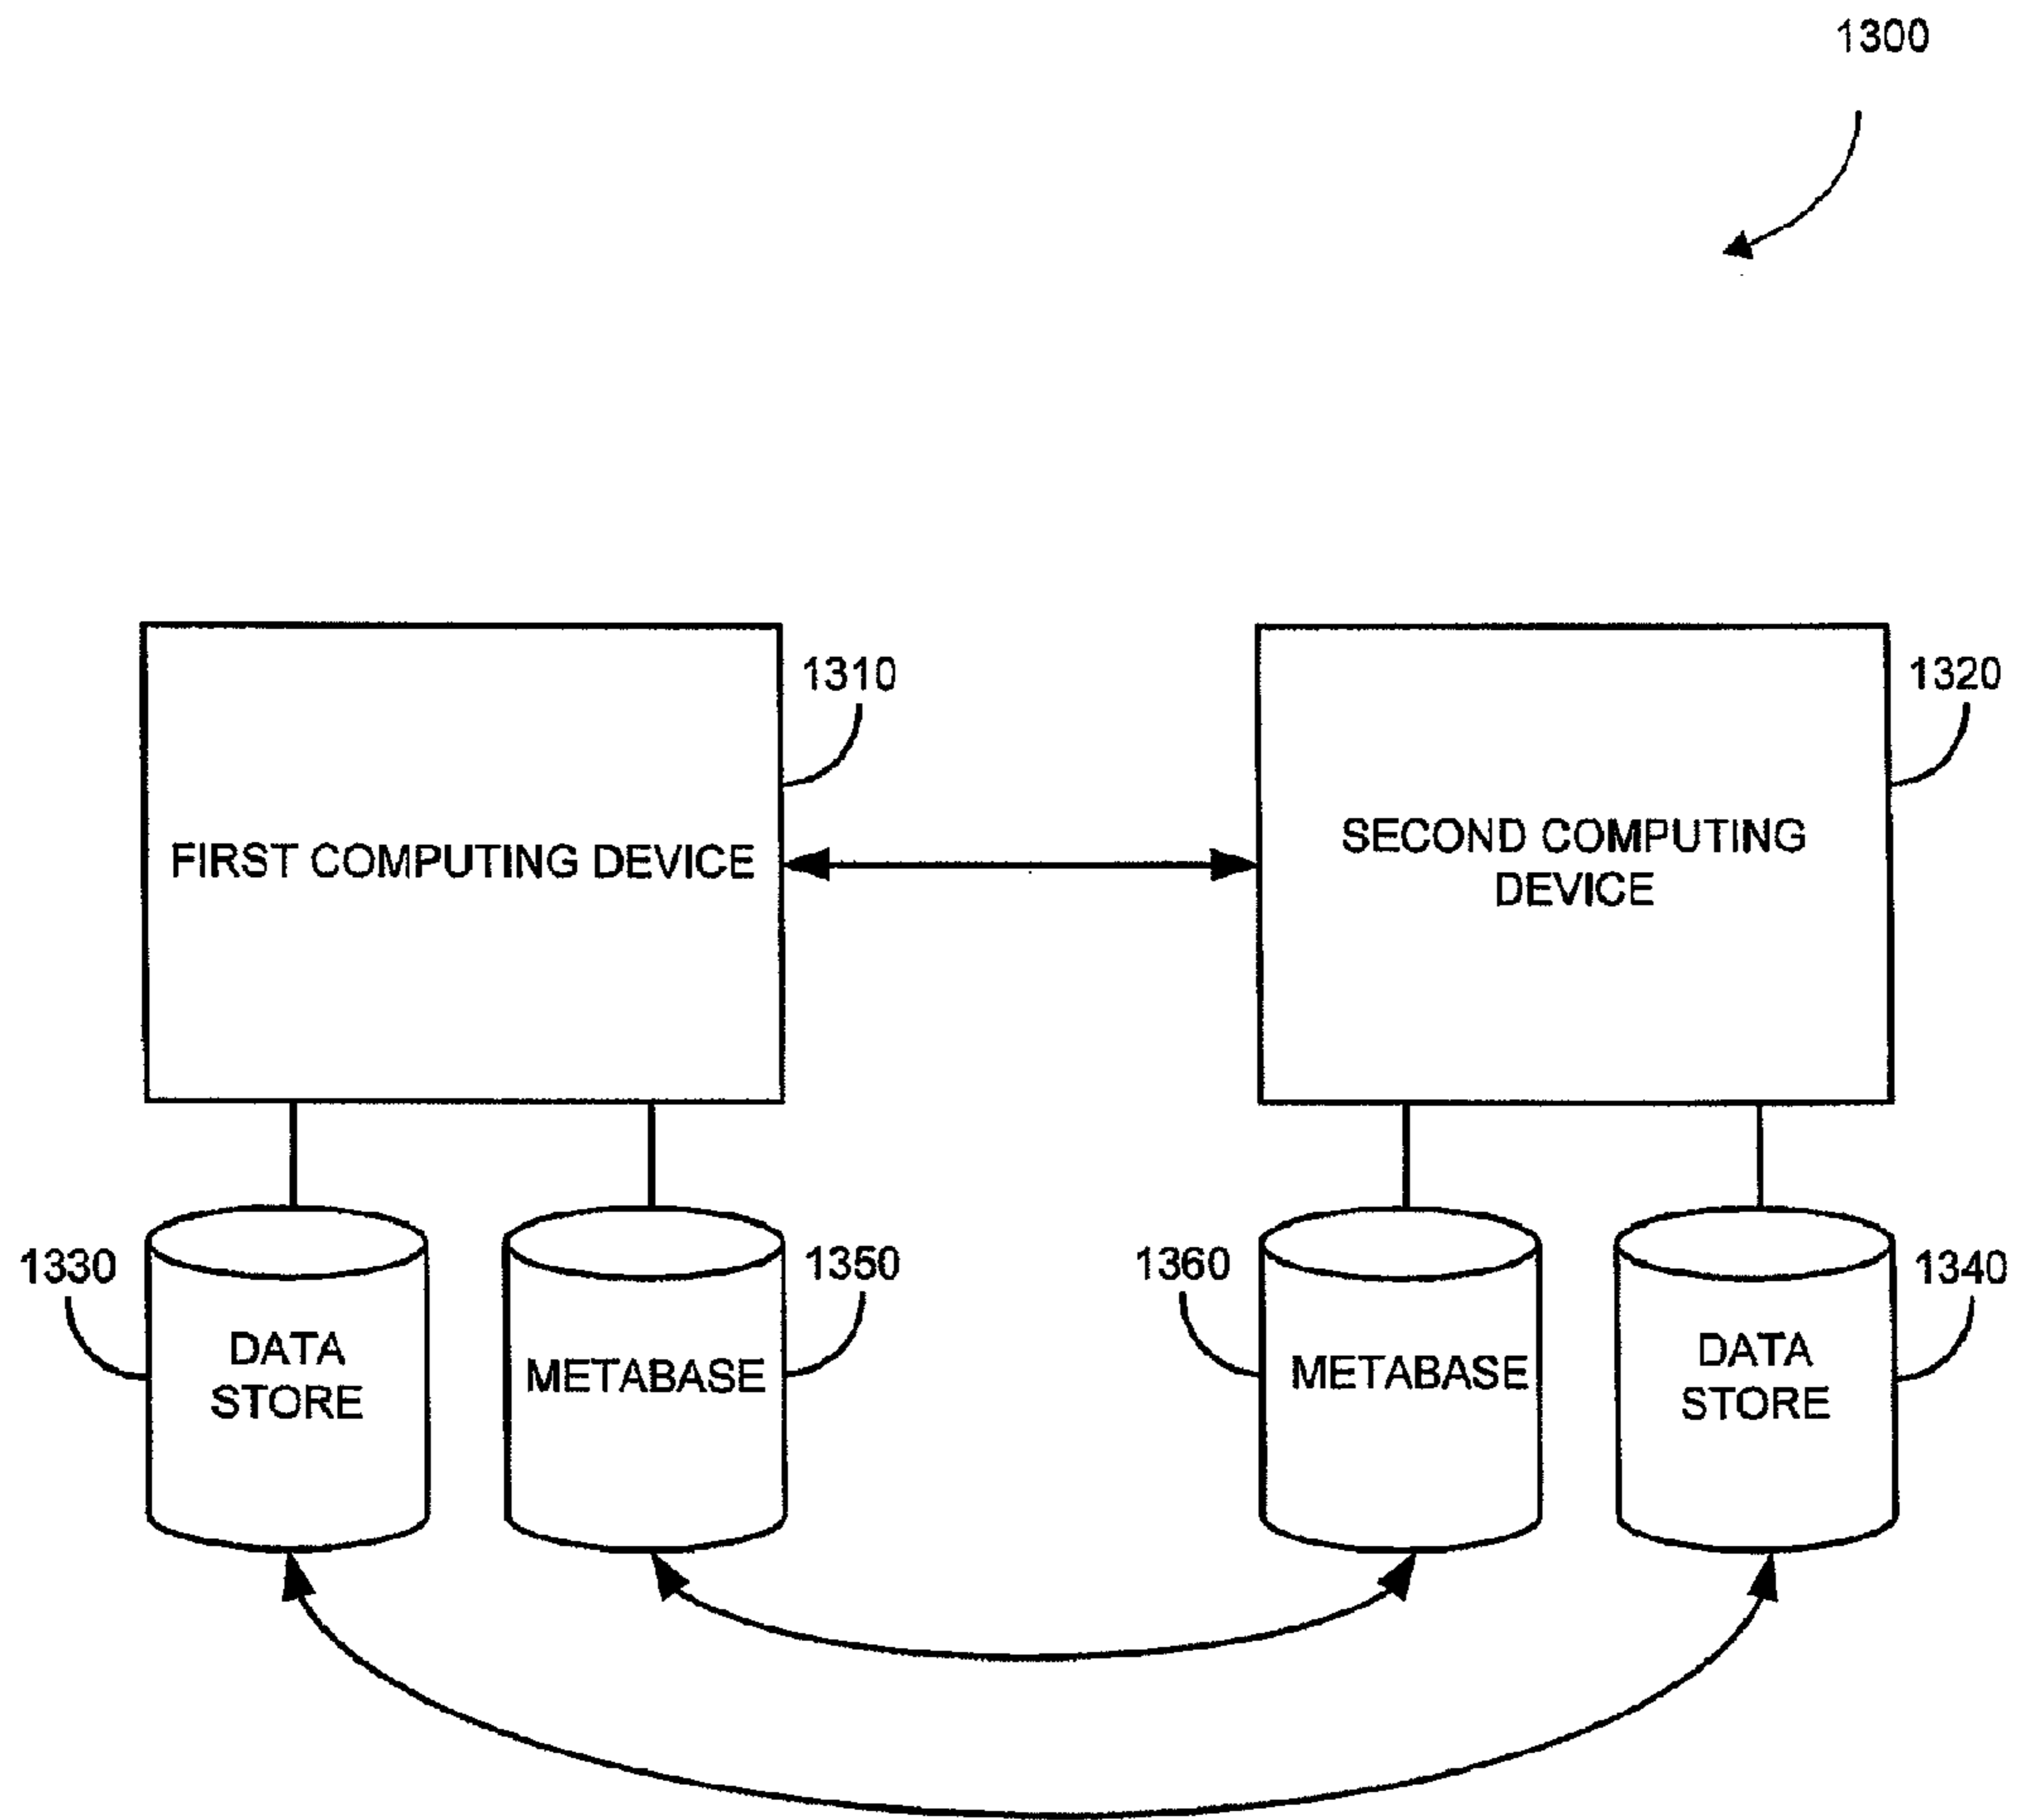 1300
1310
1320
FIRST COMPUTING DEVICE
SECOND COMPUTING
DEVICE
1330
1350
1360
1340
DATA
STORE
METABASE
METABASE
DATA
STORE